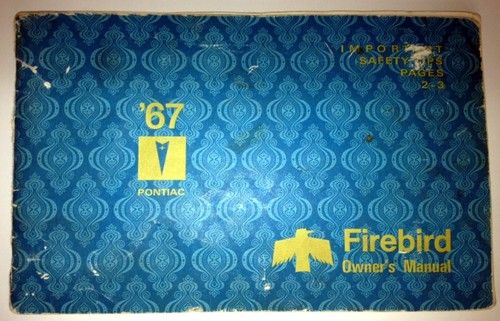 IMPORTANT
SAFETY TIPS
PAGES
2-3
'67
PONTIAC
Firebird
Owner's Manual